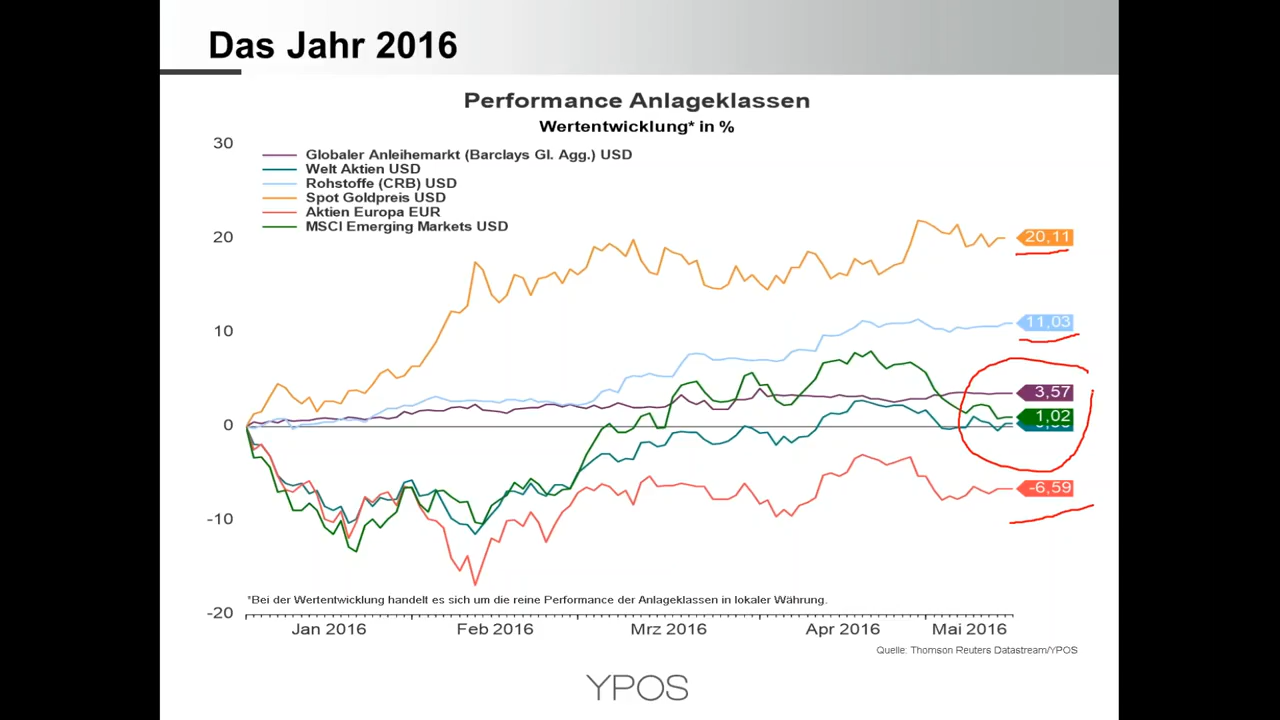 Das Jahr 2016
Performance Anlageklassen
Wertentwicklung* in %
30
20
10
0
-10
-20
Globaler Anleihemarkt (Barclays Gl. Agg.) USD
Welt Aktien USD
Rohstoffe (CRB) USD
Spot Goldpreis USD
Aktien Europa EUR
MSCI Emerging Markets USD
20,11
11,03
3,57
1,02
-6,59
*Bei der Wertentwicklung handelt es sich um die reine Performance der Anlageklassen in lokaler Währung.
Jan 2016 Feb 2016 Mrz 2016 Apr 2016 Mai 2016
Quelle: Thomson Reuters Datastream/YPOS
YPOS